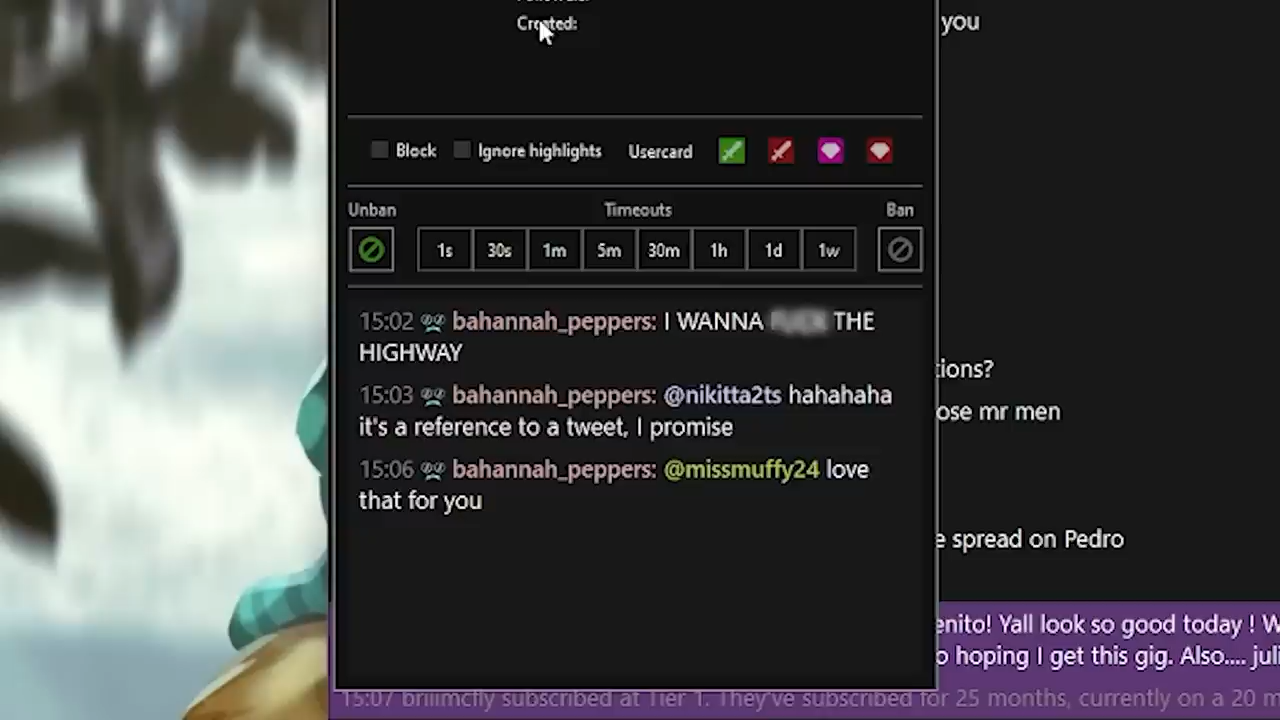 you
Created:
Block Ignore highlights Usercard
Unban Timeouts Ban
1s 30s 1m 5m 30m 1h 1d 1w
15:02 bahannah_peppers: I WANNA THE
HIGHWAY
15:03 bahannah_peppers: @nikitta2ts hahahaha
it's a reference to a tweet, I promise
15:06 bahannah_peppers: @missmuffy24 love
that for you
tions?
ose mr men
e spread on Pedro
enito! Yall look so good today ! W
o hoping I get this gig. Also.... juli
15:07 briiimcfly subscribed at Tier 1. They've subscribed for 25 months, currently on a 20 m